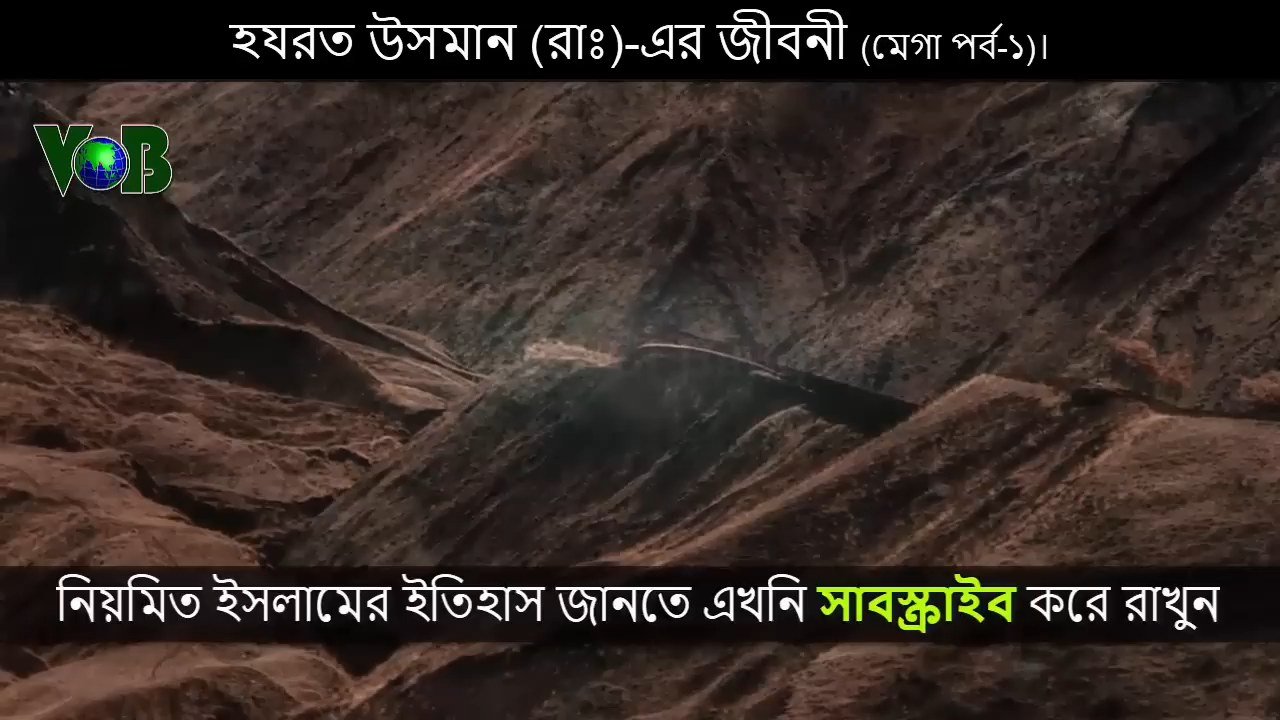 হযরত উসমান (রাঃ)-এর জীবনী (মেগা পর্ব-১)।
VOB
নিয়মিত ইসলামের ইতিহাস জানতে এখনি সাবস্ক্রাইব করে রাখুন